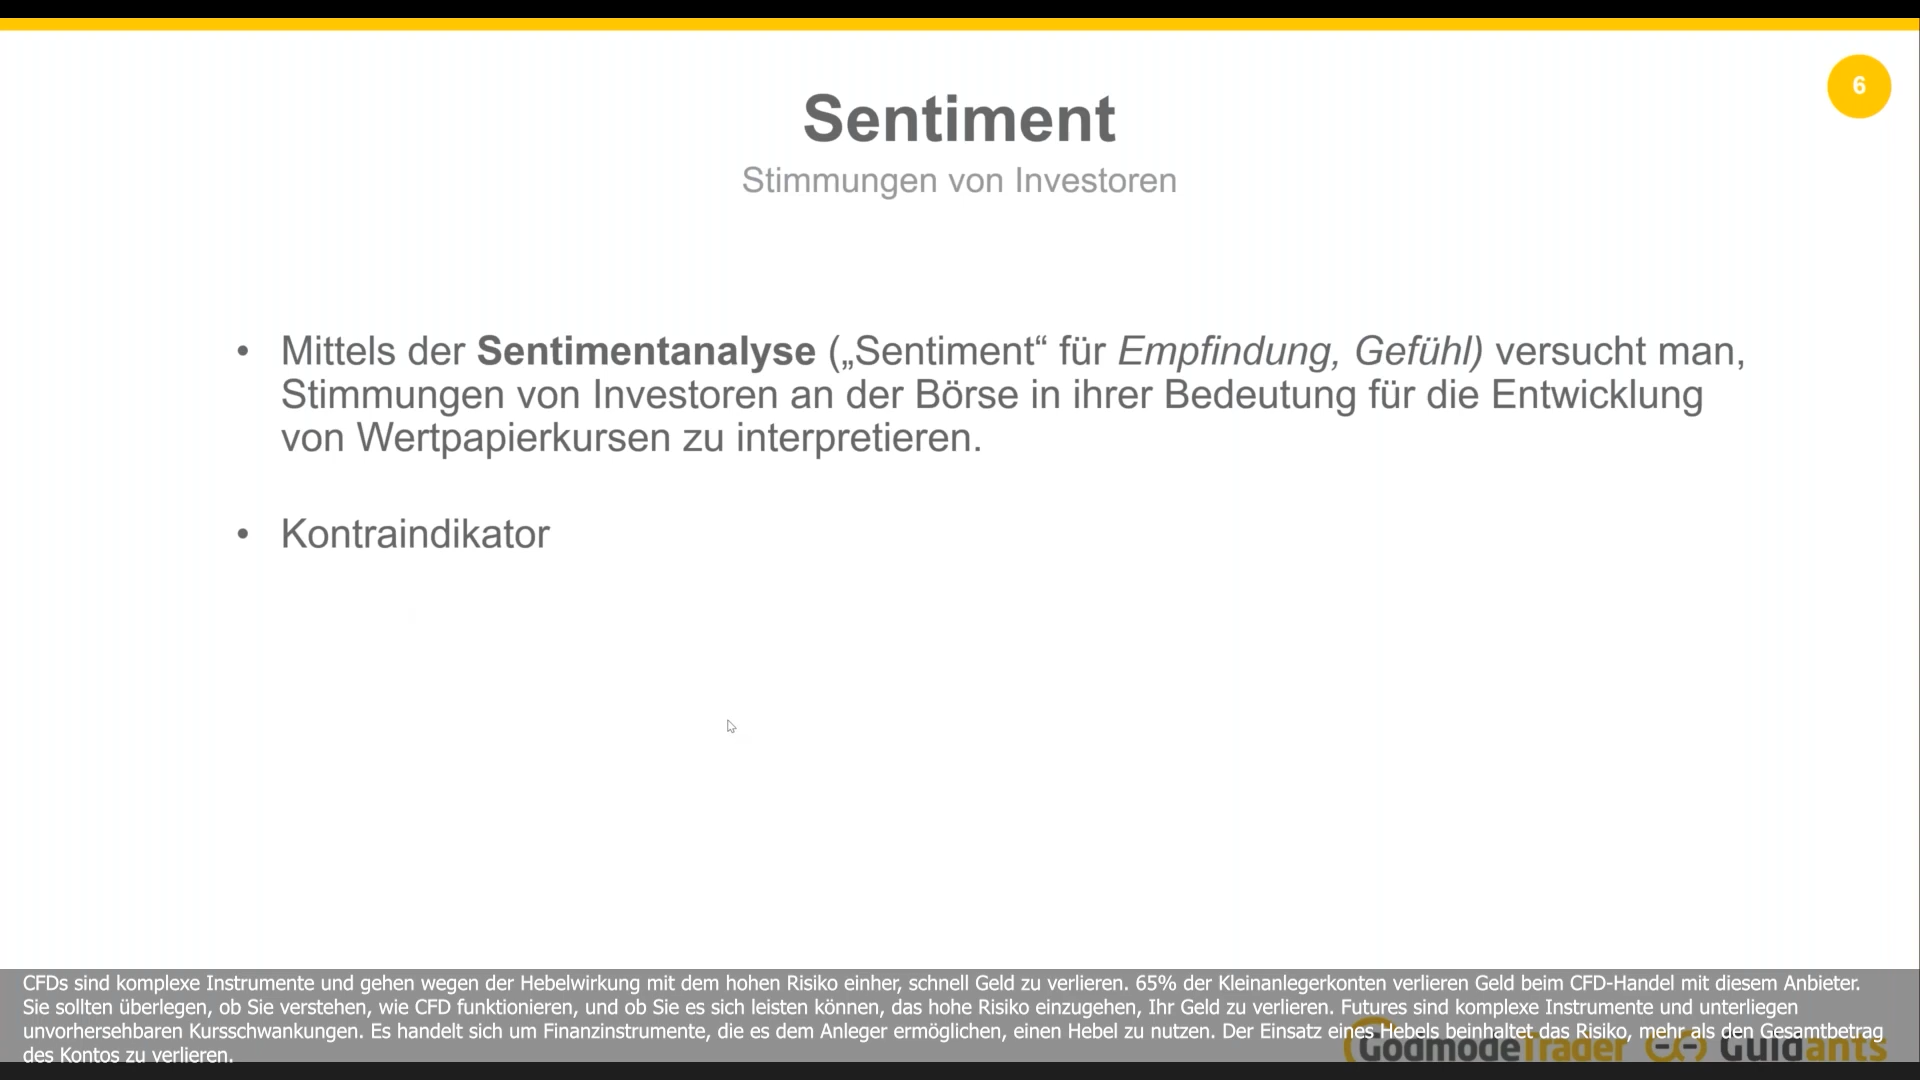 6
Sentiment
Stimmungen von Investoren
• Mittels der Sentimentanalyse („Sentiment“ für Empfindung, Gefühl) versucht man,
Stimmungen von Investoren an der Börse in ihrer Bedeutung für die Entwicklung
von Wertpapierkursen zu interpretieren.
• Kontraindikator
CFDs sind komplexe Instrumente und gehen wegen der Hebelwirkung mit dem hohen Risiko einher, schnell Geld zu verlieren. 65% der Kleinanlegerkonten verlieren Geld beim CFD-Handel mit diesem Anbieter.
Sie sollten überlegen, ob Sie verstehen, wie CFD funktionieren, und ob Sie es sich leisten können, das hohe Risiko einzugehen, Ihr Geld zu verlieren. Futures sind komplexe Instrumente und unterliegen
unvorhersehbaren Kursschwankungen. Es handelt sich um Finanzinstrumente, die es dem Anleger ermöglichen, einen Hebel zu nutzen. Der Einsatz eines Hebels beinhaltet das Risiko, mehr als den Gesamtbetrag
des Kontos zu verlieren.
GodmodeTrader Guidants